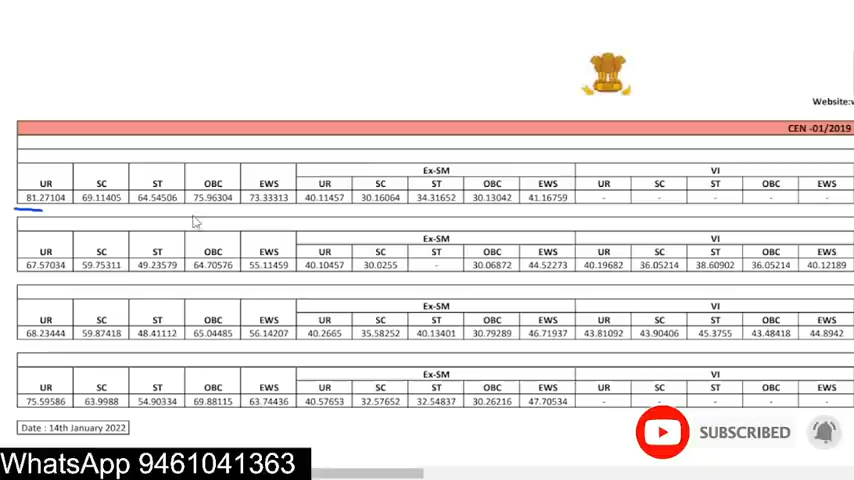 Website:v
CEN -01/2019
Ex-SM VI
UR SC ST OBC EWS UR SC ST OBC EWS UR SC ST OBC EWS
81.27104 69.11405 64.54506 75.96304 73.33313 40.11457 30.16064 34.31652 30.13042 41.16759 - - - - -
Ex-SM VI
UR SC ST OBC EWS UR SC ST OBC EWS UR SC ST OBC EWS
67.57034 59.75311 49.23579 64.70576 55.11459 40.10457 30.0255 - 30.06872 44.52273 40.19682 36.05214 38.60902 36.05214 40.12189
Ex-SM VI
UR SC ST OBC EWS UR SC ST OBC EWS UR SC ST OBC EWS
68.23444 59.87418 48.41112 65.04485 56.14207 40.2665 35.58252 40.13401 30.79289 46.71937 43.81092 43.90406 45.3755 43.48418 44.8942
Ex-SM VI
UR SC ST OBC EWS UR SC ST OBC EWS UR SC ST OBC EWS
75.59586 63.9988 54.90334 69.88115 63.74436 40.57653 32.57652 32.54837 30.26216 47.70534 - - - - -
Date : 14th January 2022
SUBSCRIBED
WhatsApp 9461041363